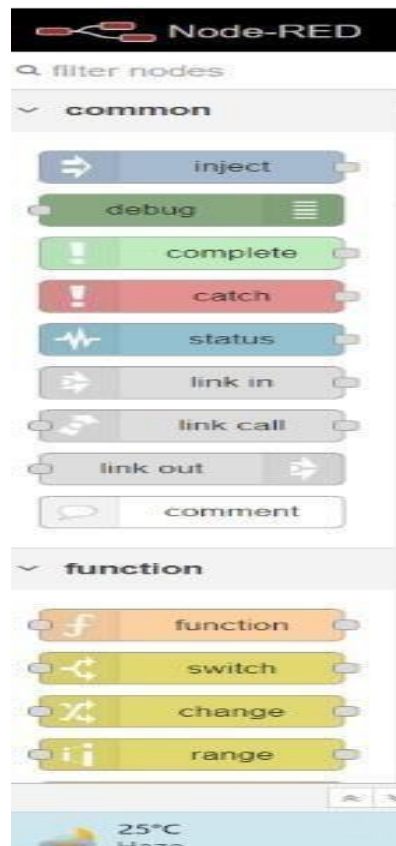 Node-RED
filter nodes
common
inject
debug
complete
catch
status
link in
link call
link out
comment
function
function
switch
change
range
25°C
Haze